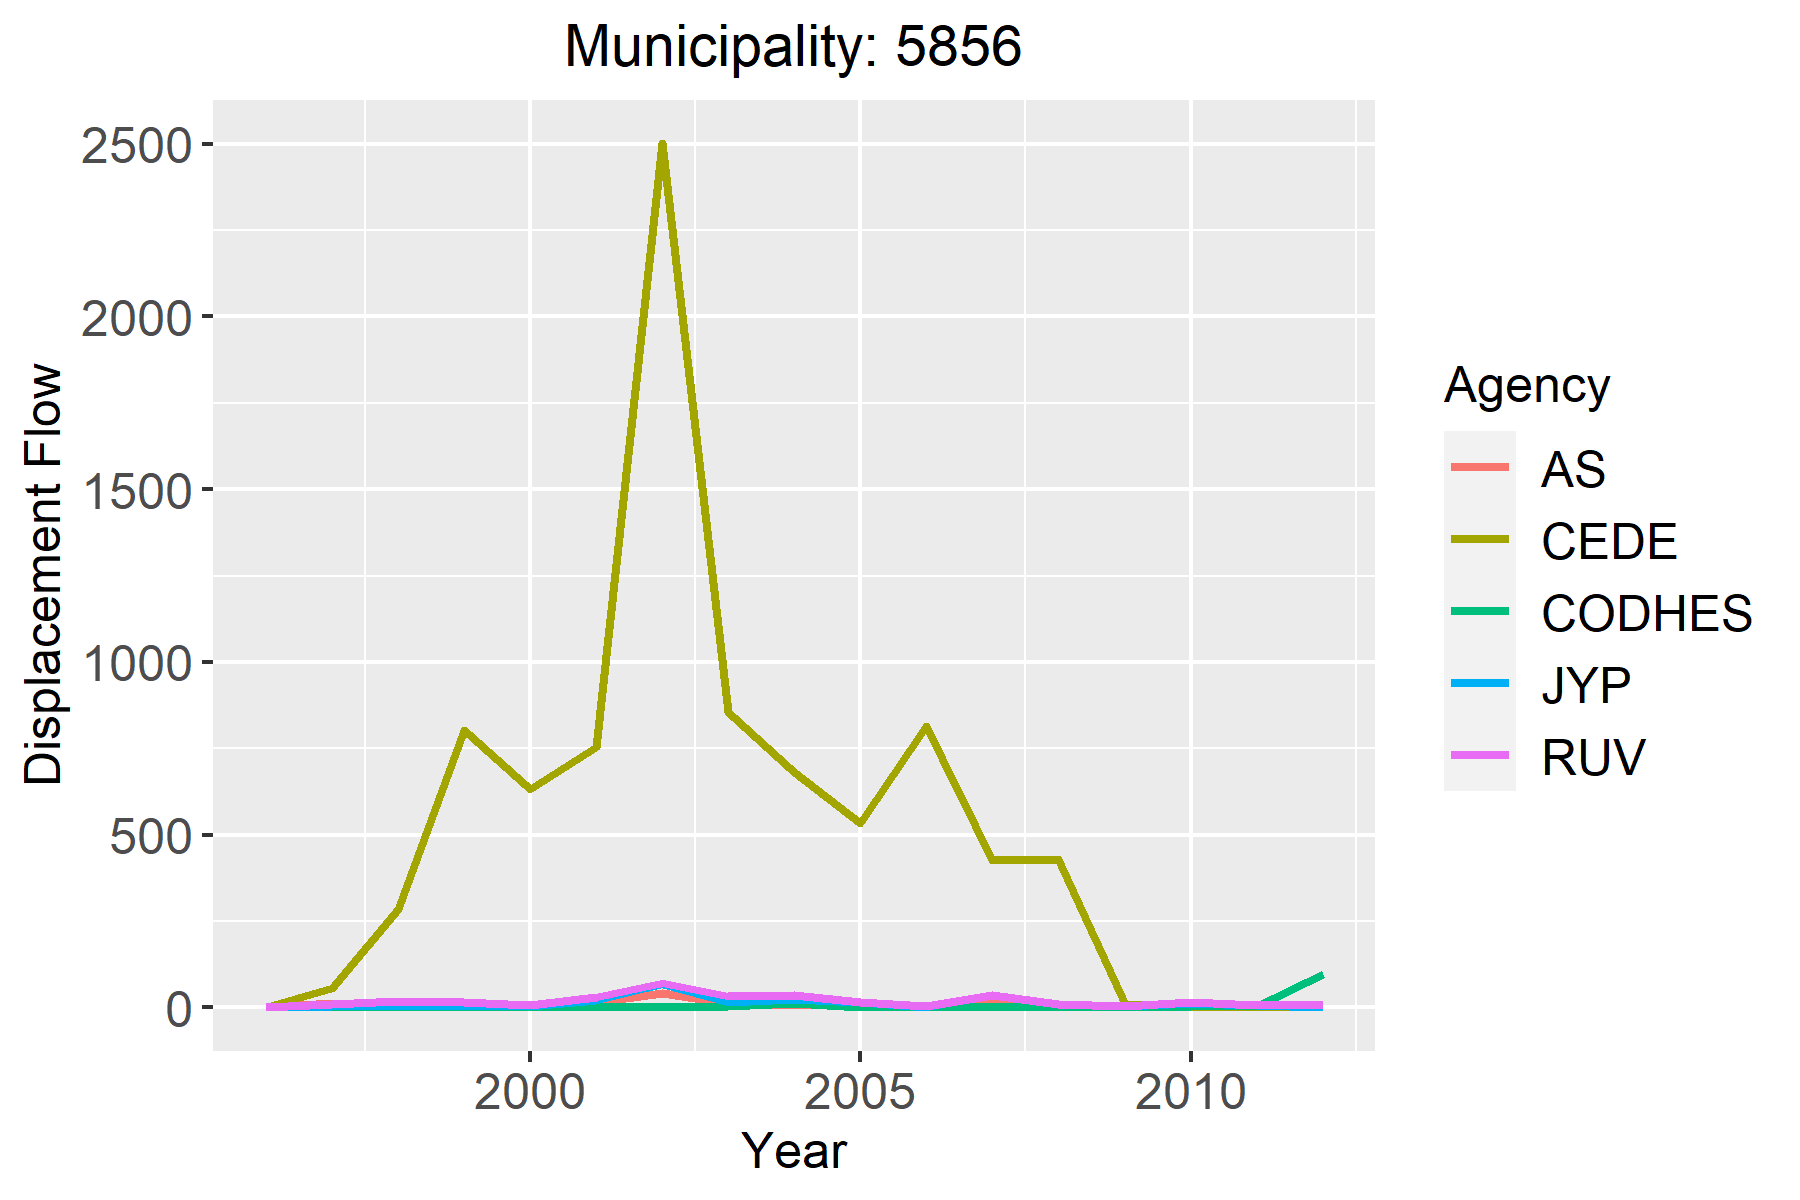 Municipality: 5856
2500
2000
1500
1000
500
0
Displacement Flow
2000 2005 2010
Year
Agency
AS
CEDE
CODHES
JYP
RUV